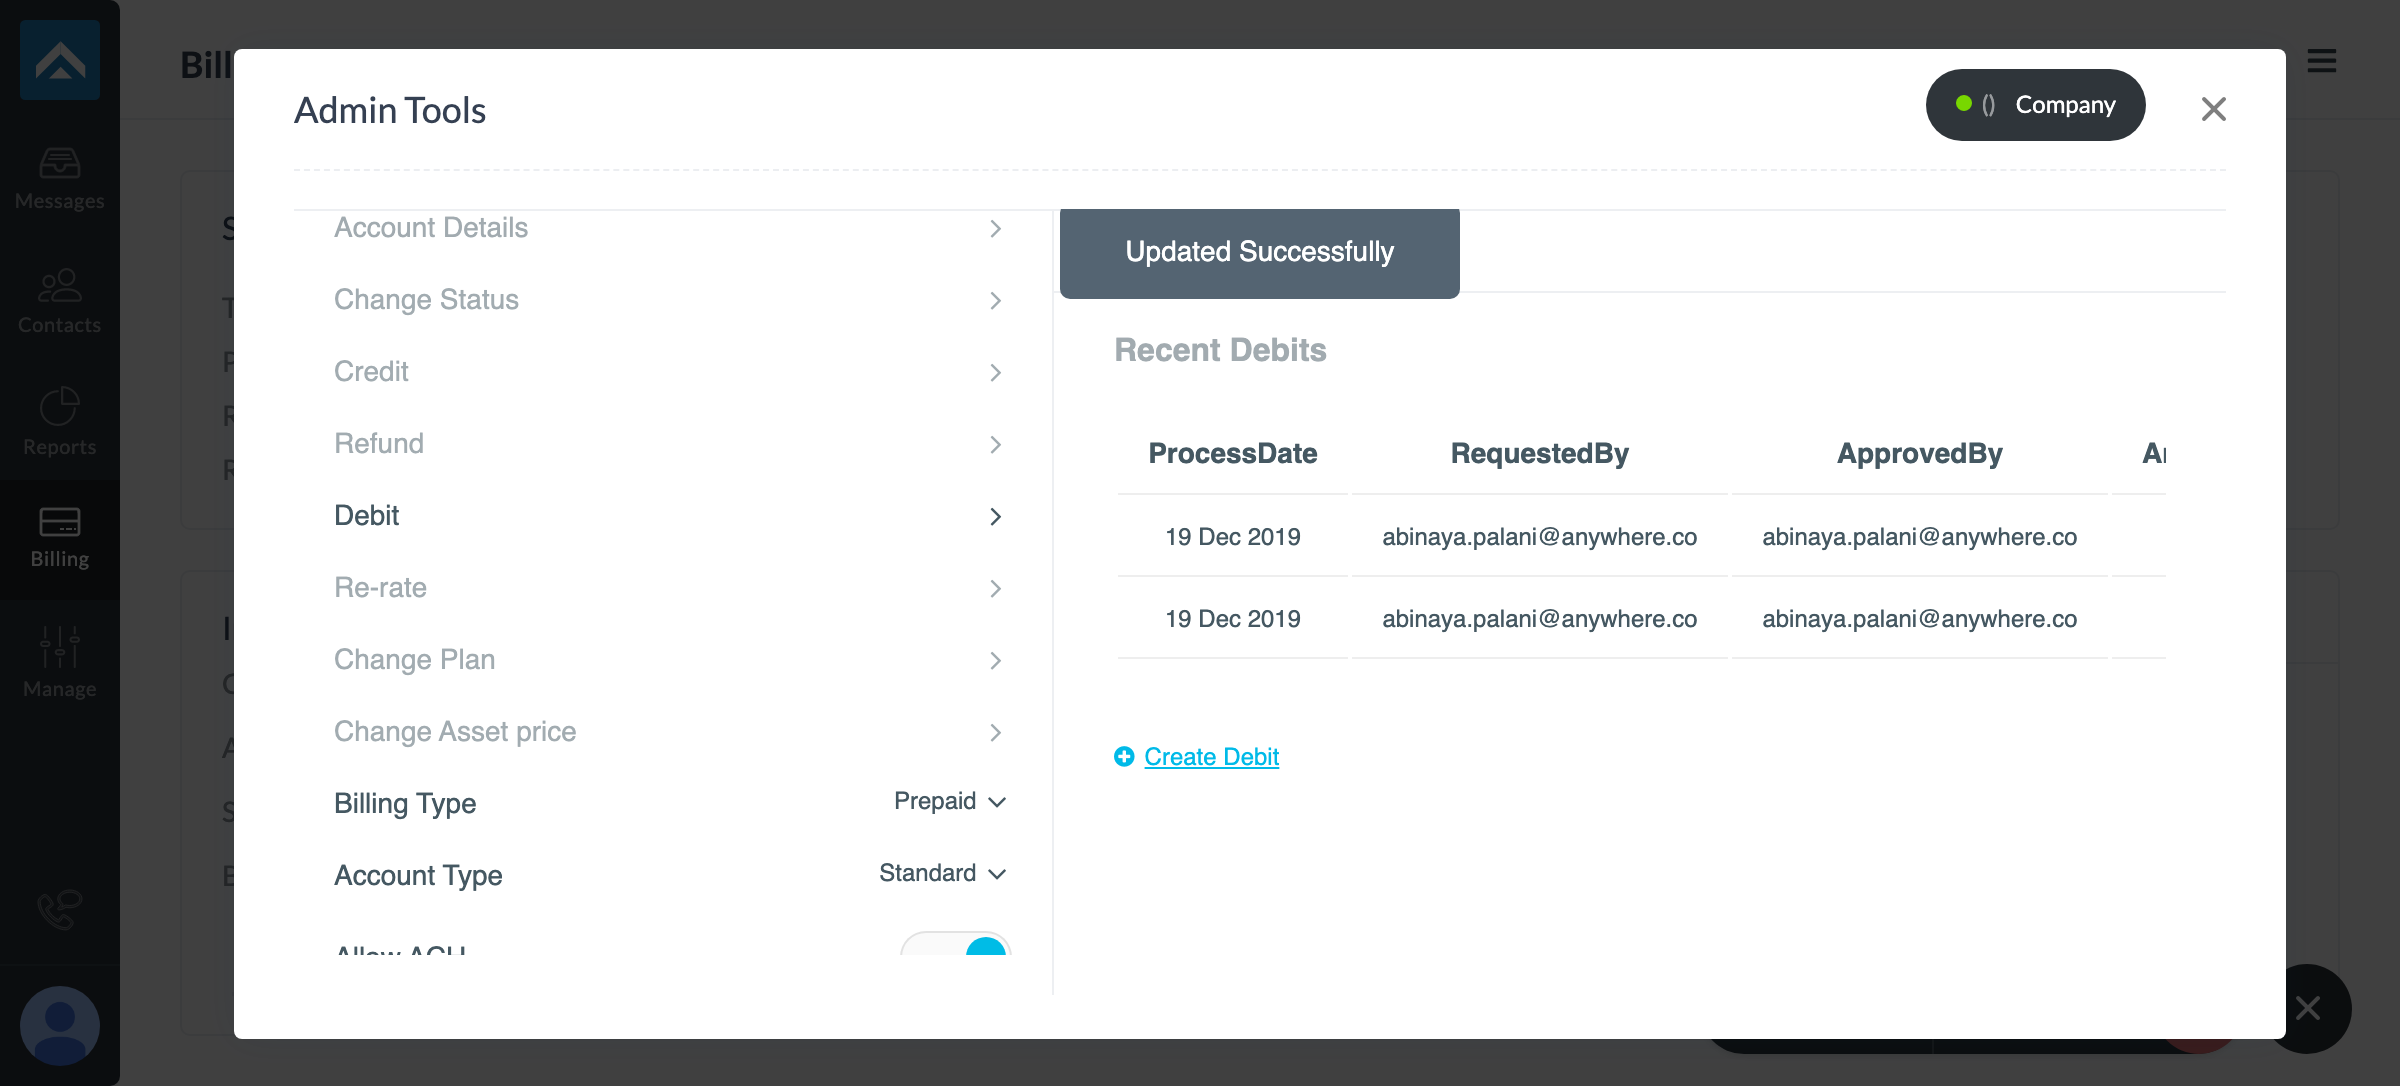 Bill
Admin Tools
() Company
Messages
Contacts
Reports
Billing
Manage
Account Details
Change Status
Credit
Refund
Debit
Re-rate
Change Plan
Change Asset price
Billing Type Prepaid
Account Type Standard
Allow ACH
Updated Successfully
Recent Debits
ProcessDate RequestedBy ApprovedBy
19 Dec 2019 abinaya.palani@anywhere.co abinaya.palani@anywhere.co
19 Dec 2019 abinaya.palani@anywhere.co abinaya.palani@anywhere.co
Create Debit